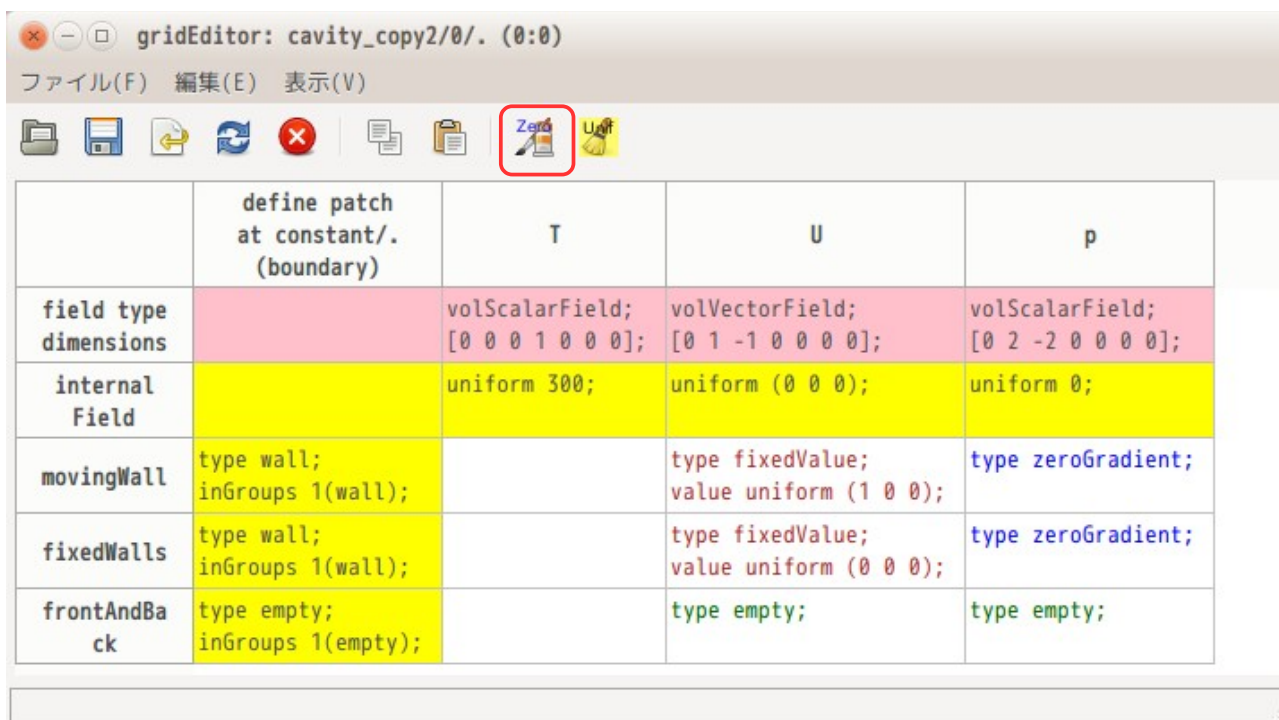 gridEditor: cavity_copy2/0/. (0:0)
ファイル(F) 編集(E) 表示(V)
Zero Unif
define patch
at constant/.
(boundary)
T
U
p
field type
dimensions
volScalarField;
[0 0 0 1 0 0 0];
volVectorField;
[0 1 -1 0 0 0 0];
volScalarField;
[0 2 -2 0 0 0 0];
internal
Field
uniform 300;
uniform (0 0 0);
uniform 0;
movingWall
type wall;
inGroups 1(wall);
type fixedValue;
value uniform (1 0 0);
type zeroGradient;
fixedWalls
type wall;
inGroups 1(wall);
type fixedValue;
value uniform (0 0 0);
type zeroGradient;
frontAndBa
ck
type empty;
inGroups 1(empty);
type empty;
type empty;